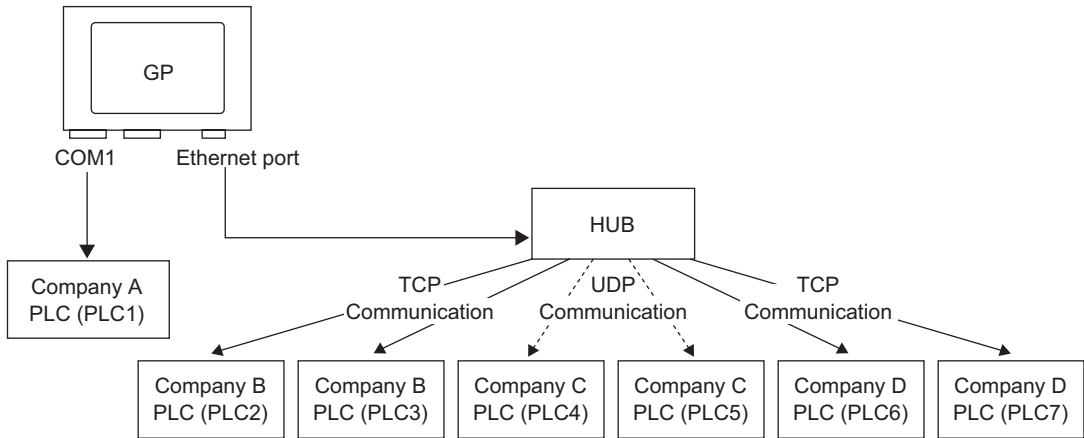 GP
COM1
Ethernet port
HUB
Company A
PLC (PLC1)
TCP
Communication
UDP
Communication
TCP
Communication
Company B
PLC (PLC2)
Company B
PLC (PLC3)
Company C
PLC (PLC4)
Company C
PLC (PLC5)
Company D
PLC (PLC6)
Company D
PLC (PLC7)